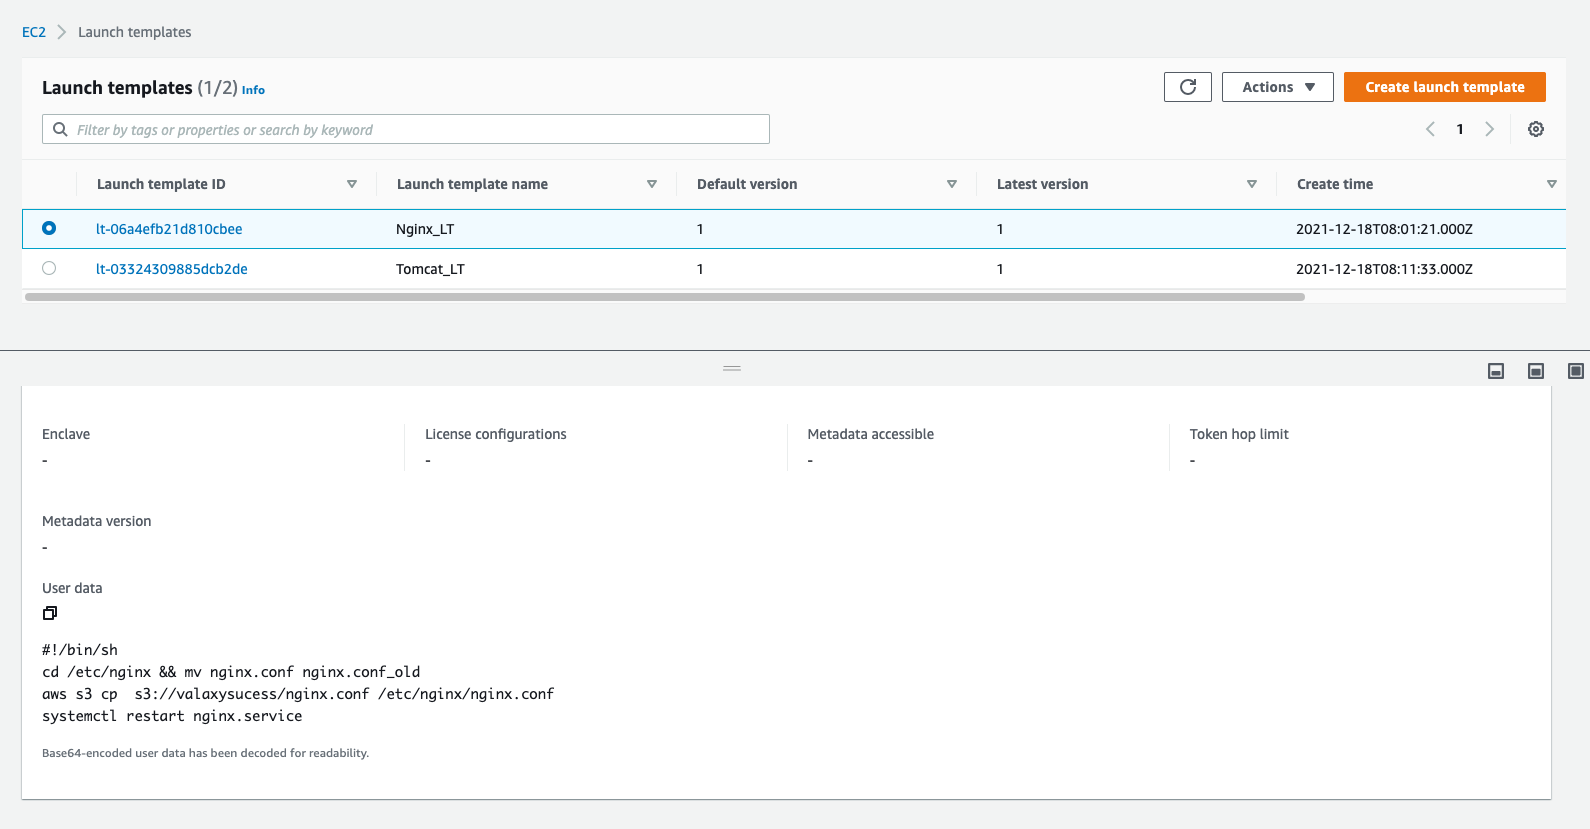 EC2 > Launch templates
Launch templates (1/2) Info
Actions
Create launch template
Filter by tags or properties or search by keyword
1
Launch template ID Launch template name Default version Latest version Create time
lt-06a4efb21d810cbee Nginx_LT 1 1 2021-12-18T08:01:21.000Z
lt-03324309885dcb2de Tomcat_LT 1 1 2021-12-18T08:11:33.000Z
Enclave License configurations Metadata accessible Token hop limit
- - - -
Metadata version
-
User data
#!/bin/sh
cd /etc/nginx && mv nginx.conf nginx.conf_old
aws s3 cp  s3://valaxysucess/nginx.conf /etc/nginx/nginx.conf
systemctl restart nginx.service
Base64-encoded user data has been decoded for readability.